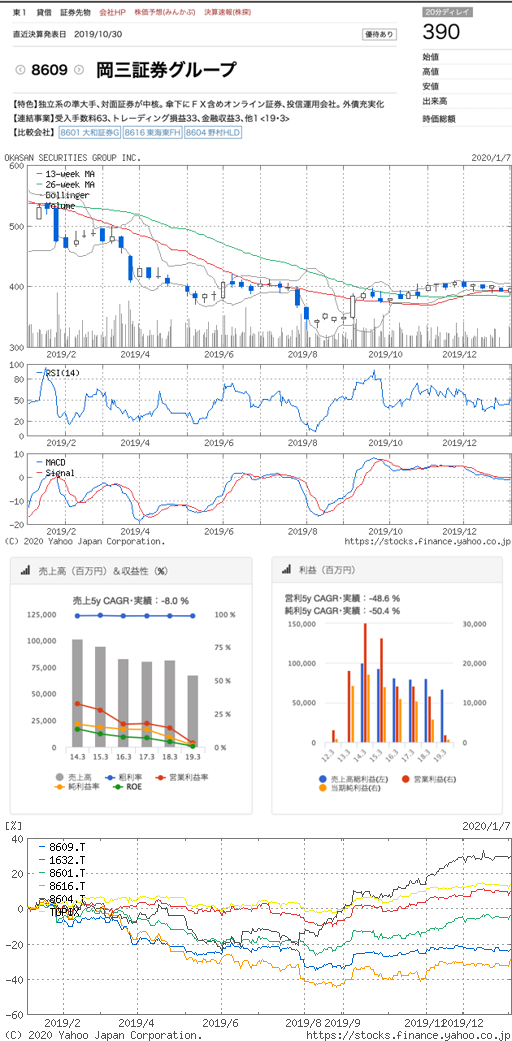 東1 貸借 証券先物 会社HP 株価予想(みんかぶ) 決算速報(株探)
20分ディレイ
直近決算発表日 2019/10/30
優待あり
390
8609
岡三証券グループ
始値
高値
安値
出来高
時価総額
【特色】独立系の準大手、対面証券が中核。傘下にFX含めオンライン証券、投信運用会社。外債充実化
【連結事業】受入手数料63、トレーディング損益33、金融収益3、他1<19・3>
【比較会社】 8601 大和証券G 8616 東海東FH 8604 野村HLD
OKASAN SECURITIES GROUP INC. 2020/1/7
600
13-week MA
26-week MA
Bollinger
Volume
500
400
300
2019/2 2019/4 2019/6 2019/8 2019/10 2019/12
100
RSI(14)
80
50
20
0
2019/2 2019/4 2019/6 2019/8 2019/10 2019/12
10
MACD
Signal
0
-10
-20
2019/2 2019/4 2019/6 2019/8 2019/10 2019/12
(C) 2020 Yahoo Japan Corporation. https://stocks.finance.yahoo.co.jp
売上高（百万円）＆収益性（%）
売上5y CAGR・実績：-8.0 %
125,000 100 %
100,000 75 %
75,000
50 %
50,000
25 %
25,000
0 0 %
14.3 15.3 16.3 17.3 18.3 19.3
売上高 粗利率 営業利益率
純利益率 ROE
利益（百万円）
営利5y CAGR・実績：-48.6 %
純利5y CAGR・実績：-50.4 %
150,000 30,000
100,000 20,000
50,000 10,000
0 0
12.3 13.3 14.3 15.3 16.3 17.3 18.3 19.3
売上高総利益(左) 営業利益(右)
当期純利益(右)
[%] 2020/1/7
40
8609.T
1632.T
8601.T
8616.T
8604.T
TOPIX
20
0
-20
-40
-60
2019/2 2019/4 2019/6 2019/8 2019/9 2019/11 2019/12
(C) 2020 Yahoo Japan Corporation. https://stocks.finance.yahoo.co.jp